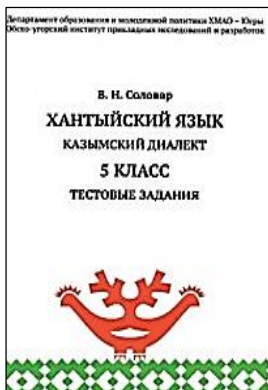 Департамент образования и молодежной политики ХМАО – Югры
Обско-угорский институт прикладных исследований и разработок
В. Н. Соловар
ХАНТЫЙСКИЙ ЯЗЫК
КАЗЫМСКИЙ ДИАЛЕКТ
5 КЛАСС
ТЕСТОВЫЕ ЗАДАНИЯ